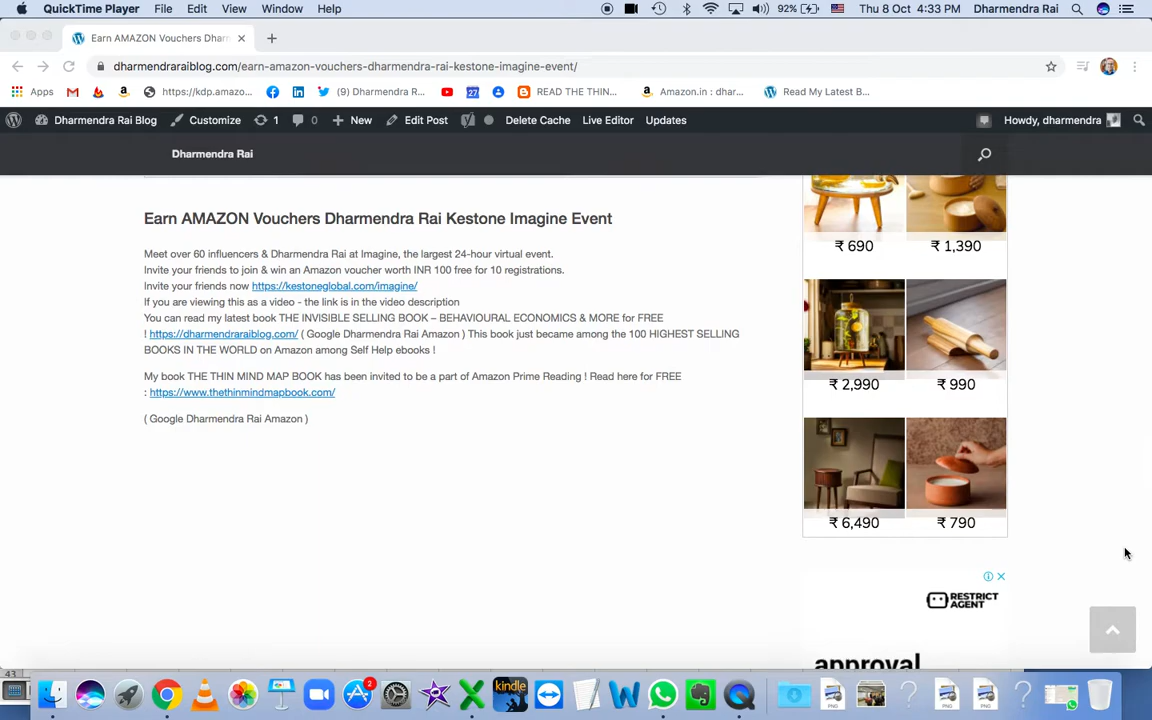 QuickTime Player File Edit View Window Help 92% Thu 8 Oct 4:33 PM Dharmendra Rai
Earn AMAZON Vouchers Dharm
dharmendraraiblog.com/earn-amazon-vouchers-dharmendra-rai-kestone-imagine-event/
Apps https://kdp.amazo... (9) Dharmendra R... 27 READ THE THIN... Amazon.in : dhar... Read My Latest B...
Dharmendra Rai Blog Customize 1 0 New Edit Post Delete Cache Live Editor Updates Howdy, dharmendra
Dharmendra Rai
Earn AMAZON Vouchers Dharmendra Rai Kestone Imagine Event
Meet over 60 influencers & Dharmendra Rai at Imagine, the largest 24-hour virtual event.
Invite your friends to join & win an Amazon voucher worth INR 100 free for 10 registrations.
Invite your friends now https://kestoneglobal.com/imagine/
If you are viewing this as a video - the link is in the video description
You can read my latest book THE INVISIBLE SELLING BOOK – BEHAVIOURAL ECONOMICS & MORE for FREE
! https://dharmendraraiblog.com/ ( Google Dharmendra Rai Amazon ) This book just became among the 100 HIGHEST SELLING
BOOKS IN THE WORLD on Amazon among Self Help ebooks !
My book THE THIN MIND MAP BOOK has been invited to be a part of Amazon Prime Reading ! Read here for FREE
: https://www.thethinmindmapbook.com/
( Google Dharmendra Rai Amazon )
₹ 690 ₹ 1,390
₹ 2,990 ₹ 990
₹ 6,490 ₹ 790
RESTRICT
AGENT
approval
43
2
kindle
PNG PNG PNG